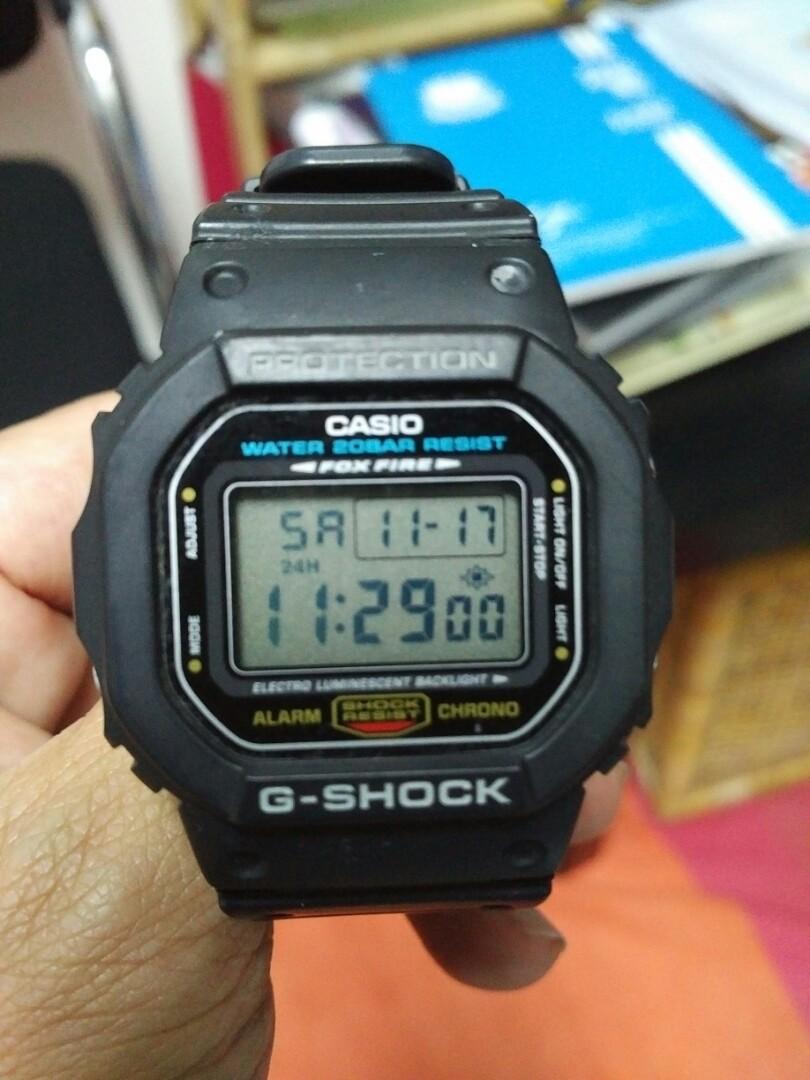 PROTECTION
CASIO
WATER 20BAR RESIST
FOX FIRE
ADJUST
MODE
LIGHT ON/OFF
START·STOP
LIGHT
SA 11-17
24H
11:29 00
ELECTRO LUMINESCENT BACKLIGHT
ALARM
SHOCK
RESIST
CHRONO
G-SHOCK